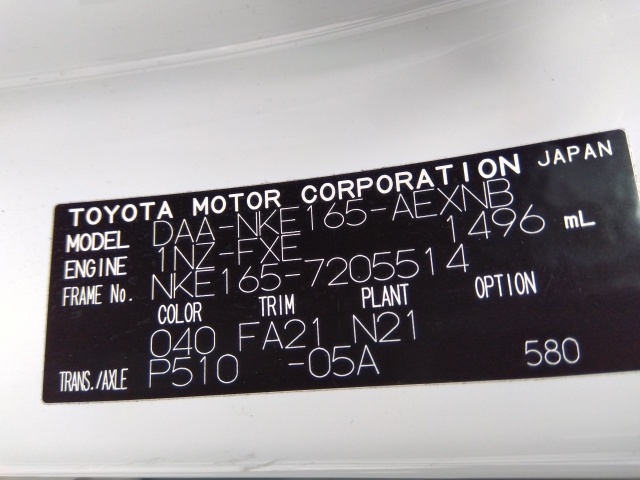 TOYOTA MOTOR CORPORATION JAPAN
MODEL DAA-NKE165-AEXNB
ENGINE 1NZ-FXE 1496 mL
FRAME No. NKE165-7205514
COLOR TRIM PLANT OPTION
040 FA21 N21
TRANS./AXLE P510 -05A 580